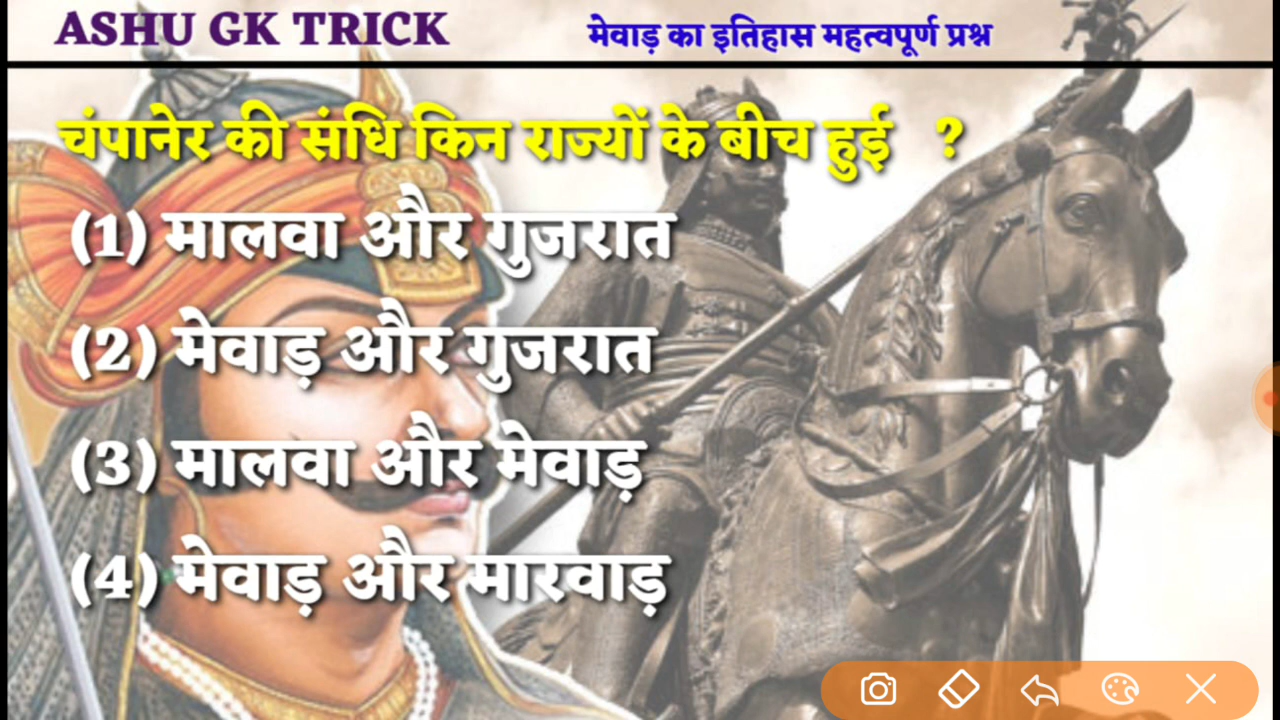 ASHU GK TRICK
मेवाड़ का इतिहास महत्वपूर्ण प्रश्न
चंपानेर की संधि किन राज्यों के बीच हुई ?
(1) मालवा और गुजरात
(2) मेवाड़ और गुजरात
(3) मालवा और मेवाड़
(4) मेवाड़ और मारवाड़